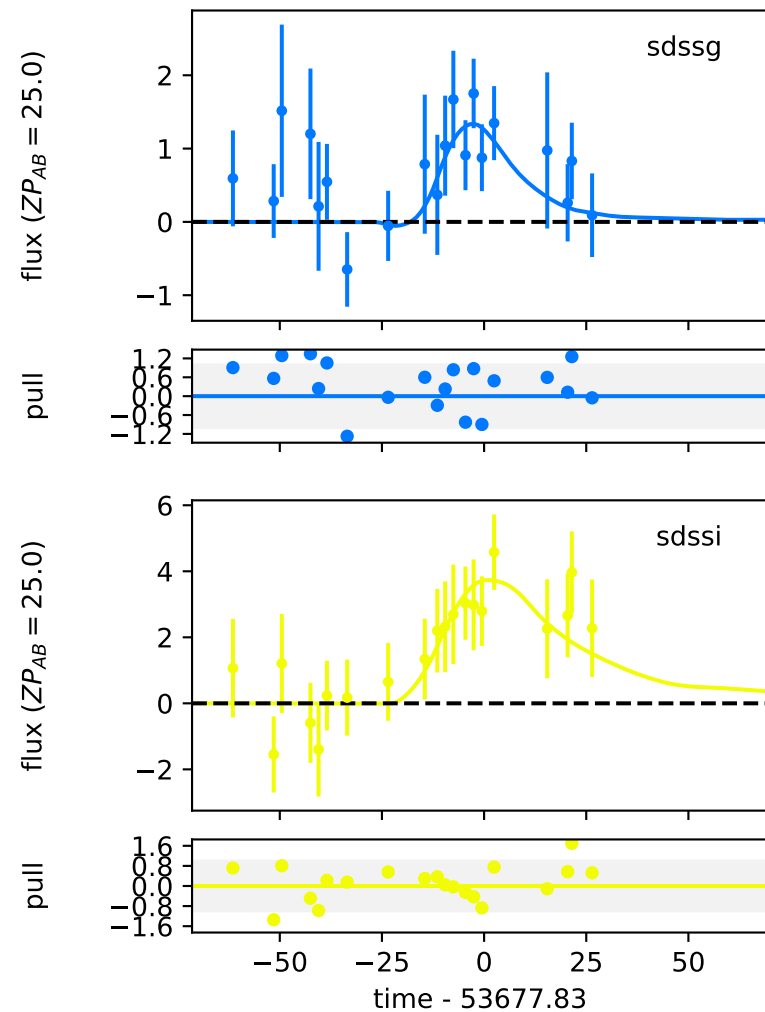 sdssg
flux (ZP_AB = 25.0)
2
1
0
−1
pull
1.2
0.6
0.0
−0.6
−1.2
sdssi
flux (ZP_AB = 25.0)
6
4
2
0
−2
pull
1.6
0.8
0.0
−0.8
−1.6
−50 −25 0 25 50
time - 53677.83